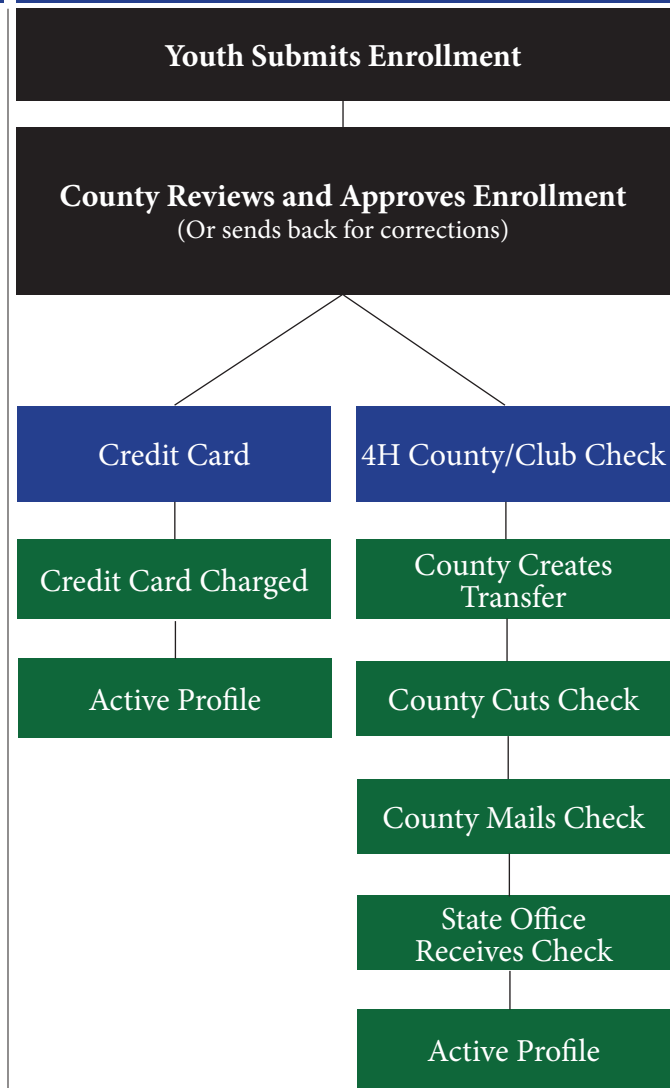 Youth Submits Enrollment
County Reviews and Approves Enrollment
(Or sends back for corrections)
Credit Card
Credit Card Charged
Active Profile
4H County/Club Check
County Creates
Transfer
County Cuts Check
County Mails Check
State Office
Receives Check
Active Profile